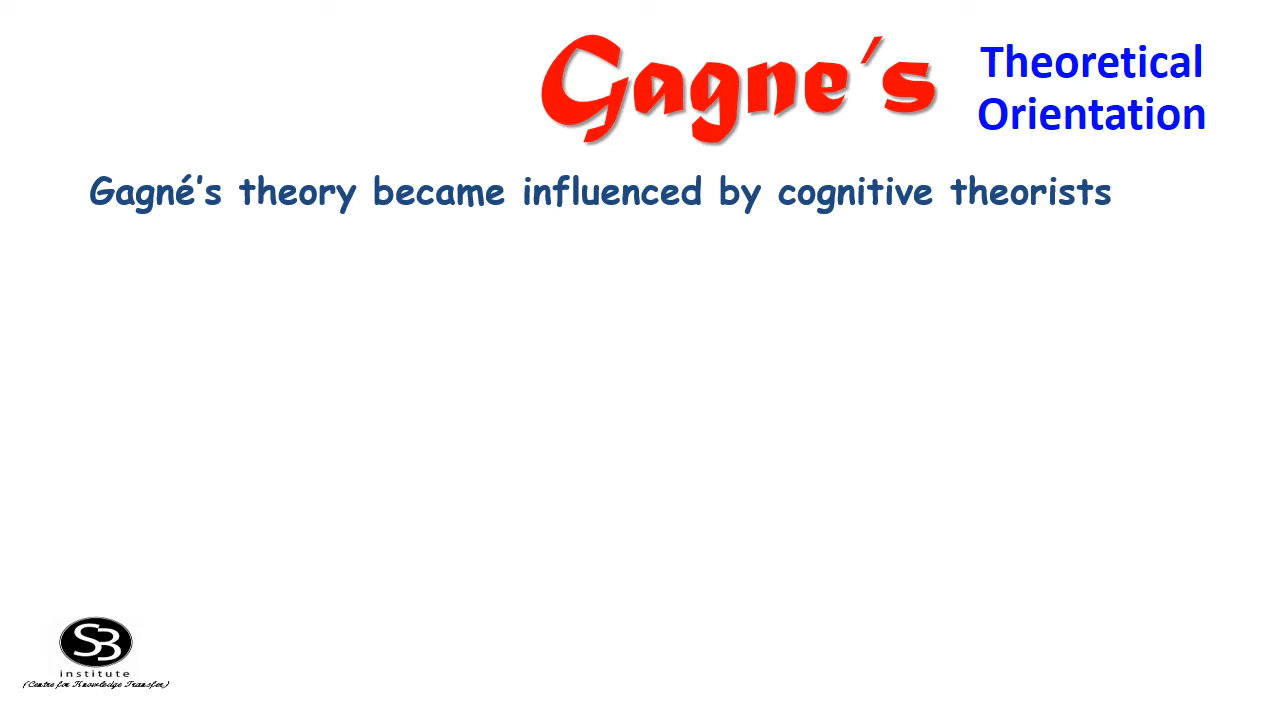 Gagne's Theoretical
Orientation
Gagné's theory became influenced by cognitive theorists
SB
institute
(Centre for Knowledge Transfer)